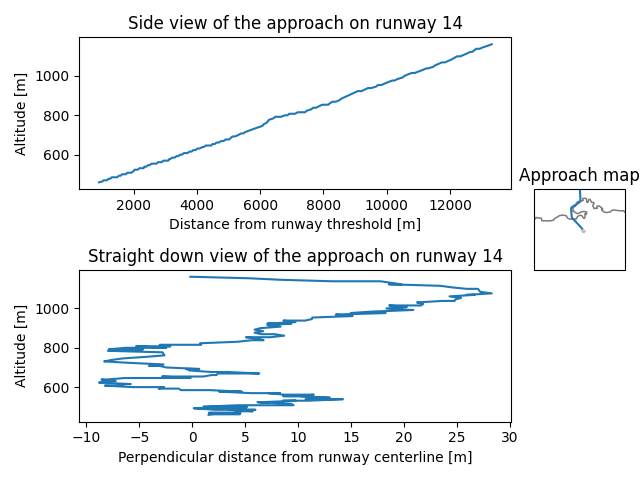 Side view of the approach on runway 14
Altitude [m]
1000
800
600
2000 4000 6000 8000 10000 12000
Distance from runway threshold [m]
Approach map
Straight down view of the approach on runway 14
Altitude [m]
1000
800
600
−10 −5 0 5 10 15 20 25 30
Perpendicular distance from runway centerline [m]